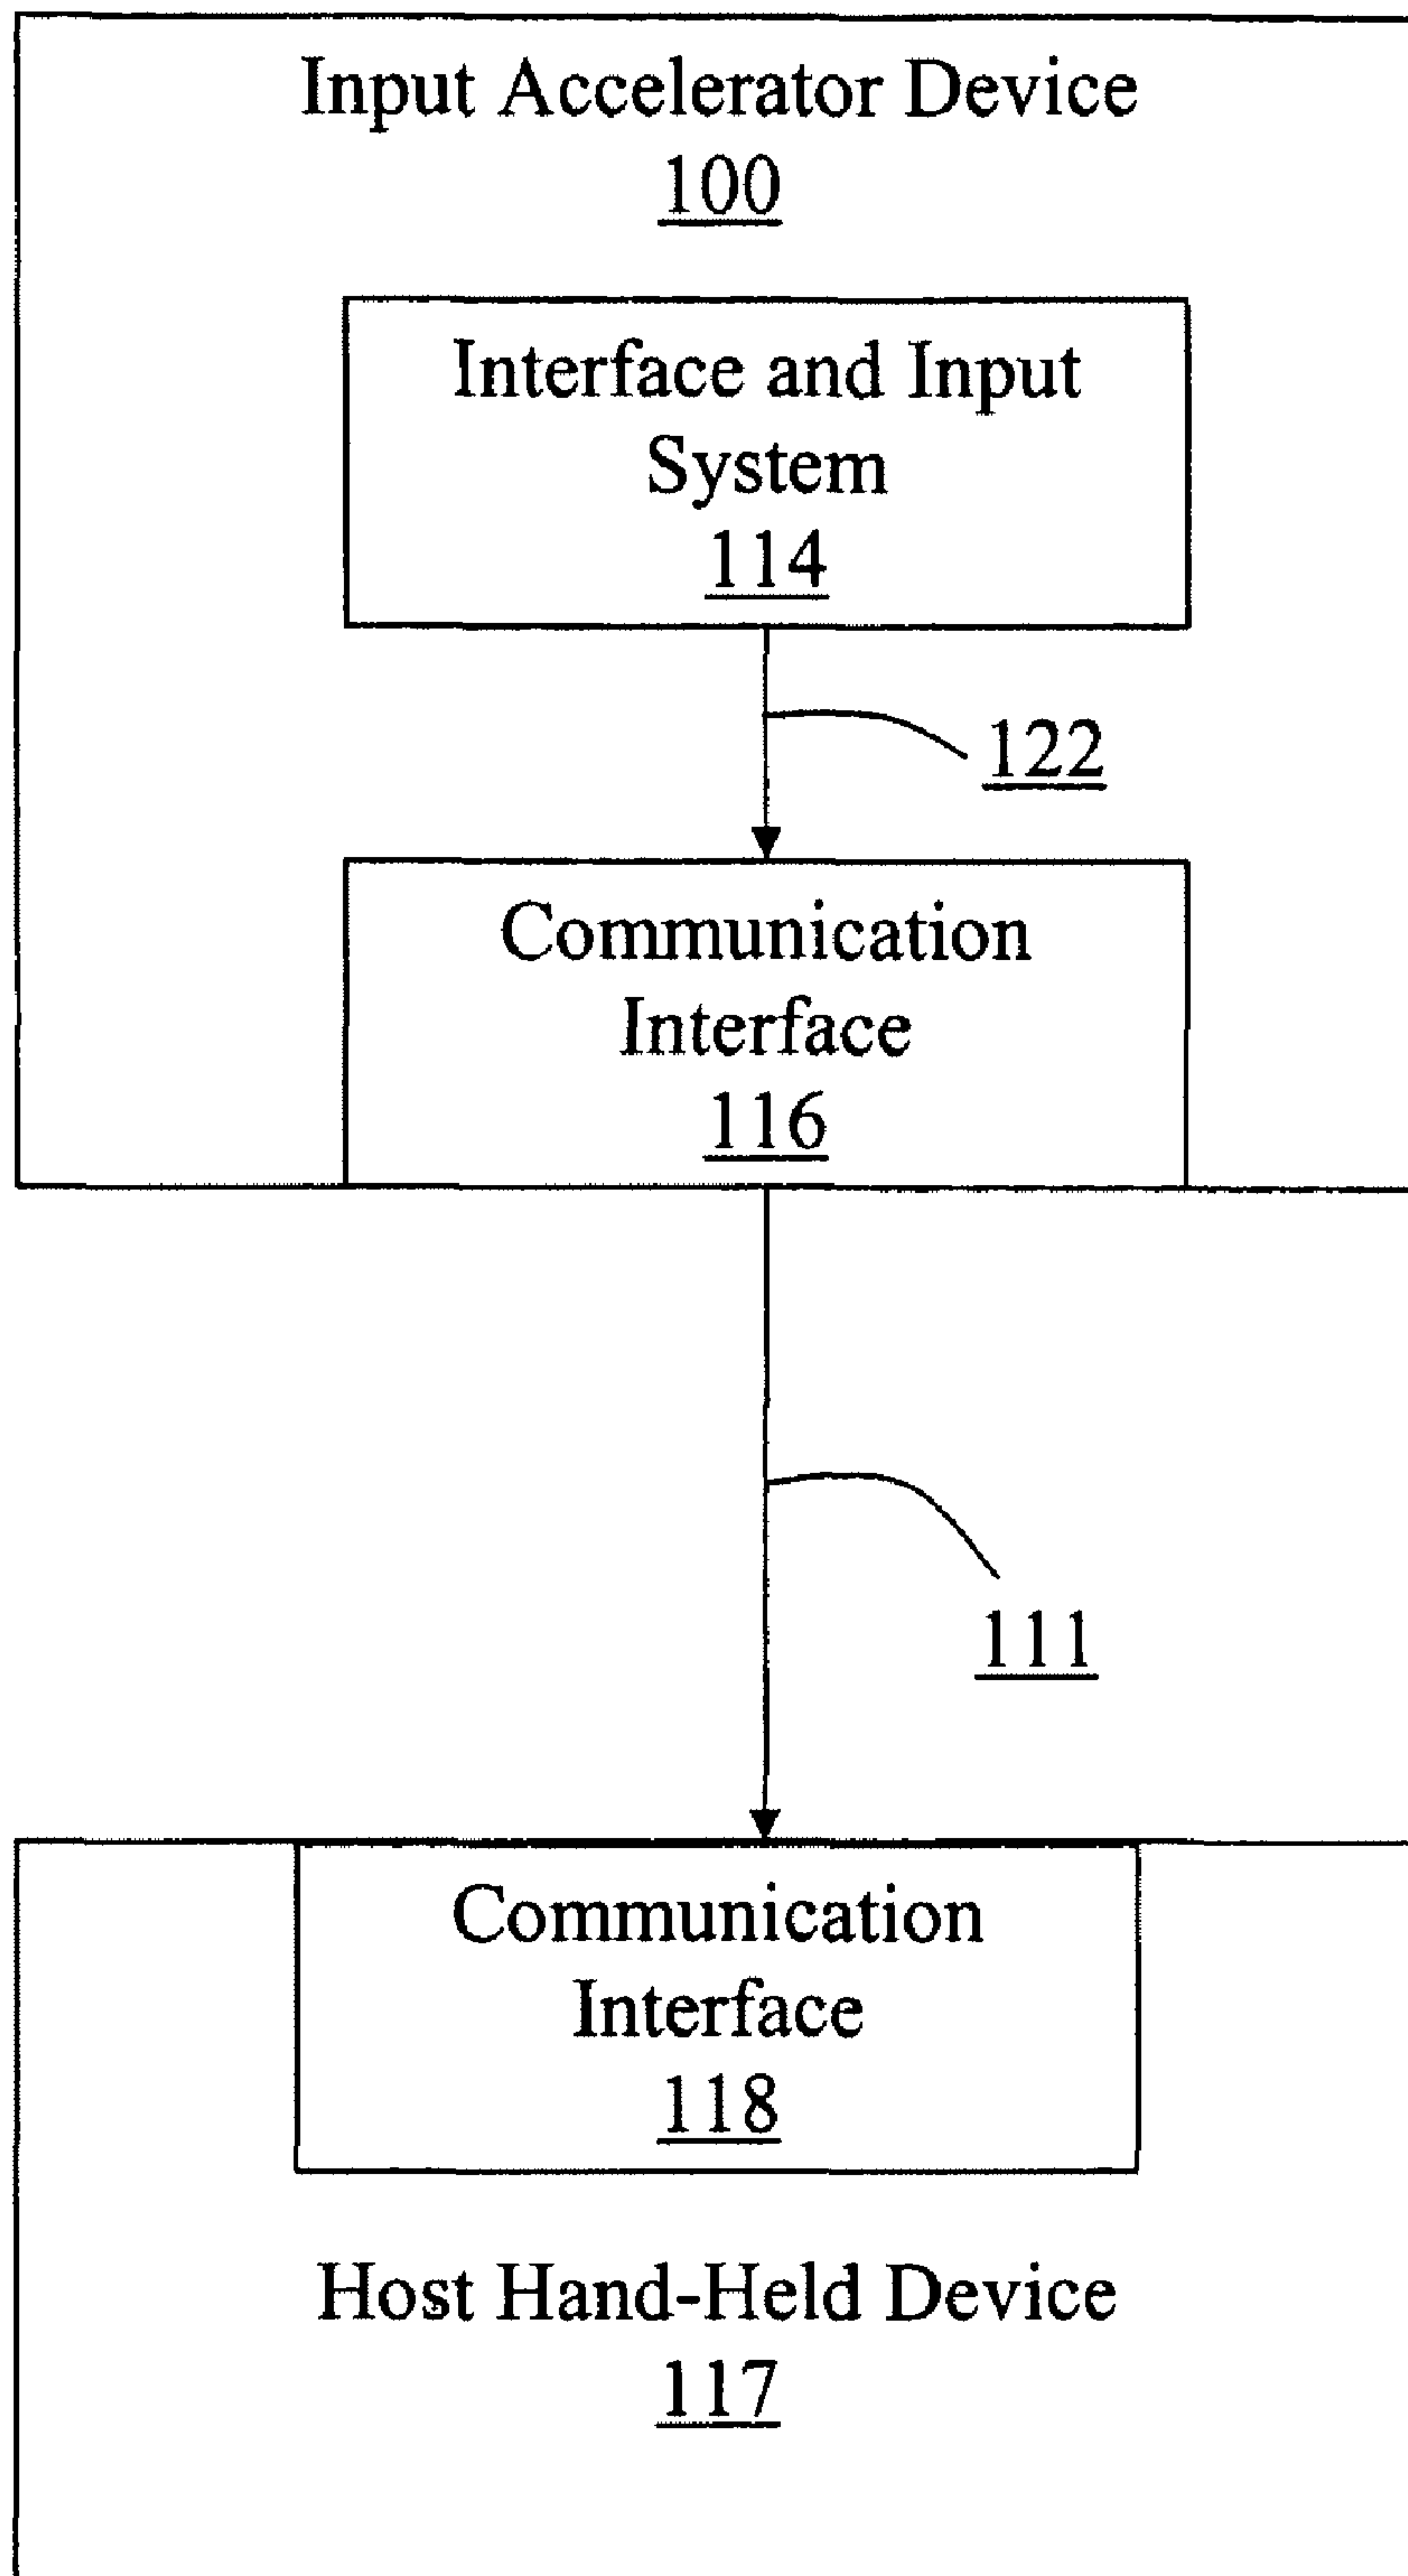 Input Accelerator Device
100
Interface and Input
System
114
122
Communication
Interface
116
111
Communication
Interface
118
Host Hand-Held Device
117